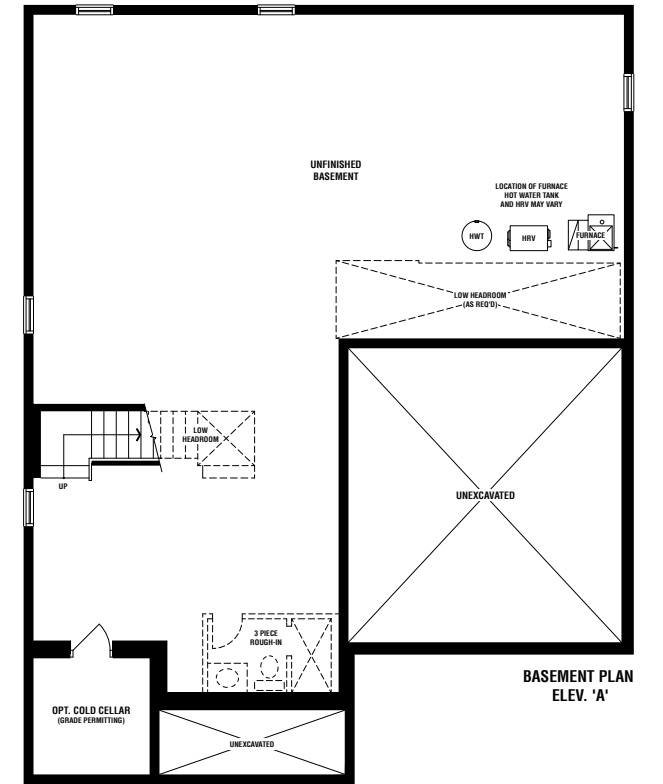 UNFINISHED
BASEMENT
LOCATION OF FURNACE
HOT WATER TANK
AND HRV MAY VARY
HWT
HRV
FURNACE
LOW HEADROOM
(AS REQ'D)
LOW
HEADROOM
UP
UNEXCAVATED
3 PIECE
ROUGH-IN
BASEMENT PLAN
ELEV. 'A'
OPT. COLD CELLAR
(GRADE PERMITTING)
UNEXCAVATED